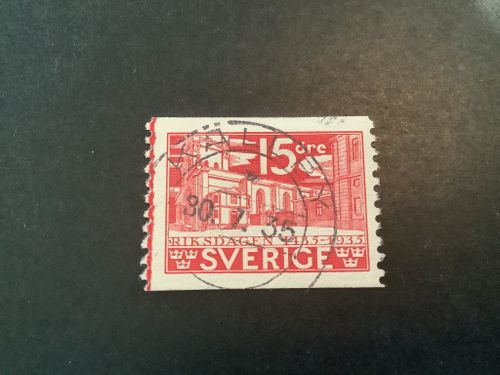 15 öre
30. 7. 35
RIKSDAGEN 1435-1935
SVERIGE